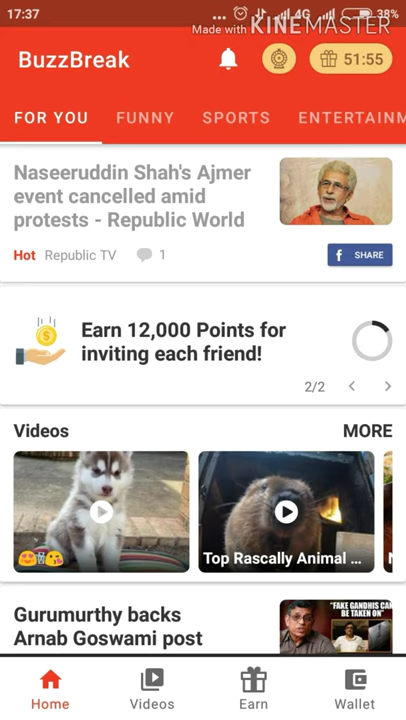 17:37
4G
38%
Made with KINEMASTER
BuzzBreak
51:55
FOR YOU
FUNNY
SPORTS
ENTERTAINM
Naseeruddin Shah's Ajmer
event cancelled amid
protests - Republic World
Hot Republic TV 1
f SHARE
Earn 12,000 Points for
inviting each friend!
2/2
Videos
MORE
Top Rascally Animal ...
Gurumurthy backs
Arnab Goswami post
"FAKE GANDHIS CAN
BE TAKEN ON"
Home
Videos
Earn
Wallet